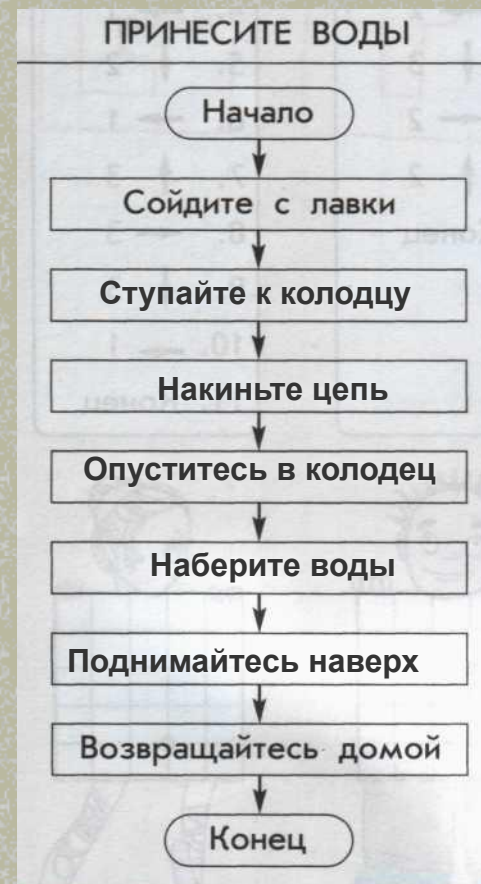 ПРИНЕСИТЕ ВОДЫ
Начало
Сойдите с лавки
Ступайте к колодцу
Накиньте цепь
Опуститесь в колодец
Наберите воды
Поднимайтесь наверх
Возвращайтесь домой
Конец